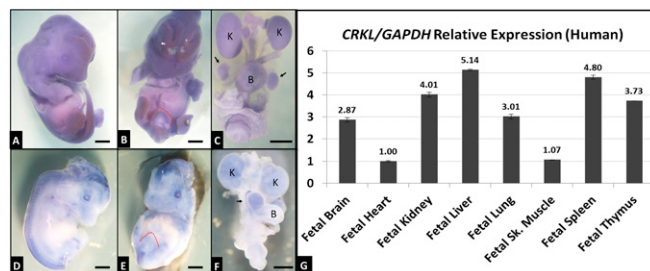 A
B
K K
B
C
D
E
K K
B
F
G
CRKL/GAPDH Relative Expression (Human)
6
5
4
3
2
1
0
2.87
1.00
4.01
5.14
3.01
1.07
4.80
3.73
Fetal Brain
Fetal Heart
Fetal Kidney
Fetal Liver
Fetal Lung
Fetal Sk. Muscle
Fetal Spleen
Fetal Thymus